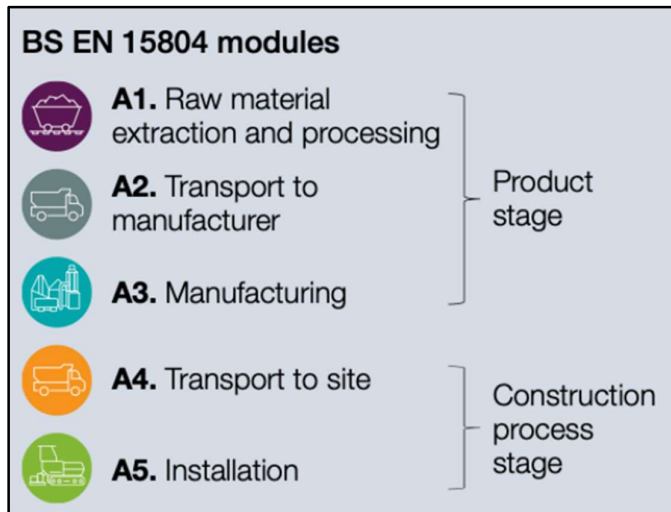 BS EN 15804 modules
A1. Raw material
extraction and processing
A2. Transport to
manufacturer
A3. Manufacturing
Product
stage
A4. Transport to site
A5. Installation
Construction
process
stage